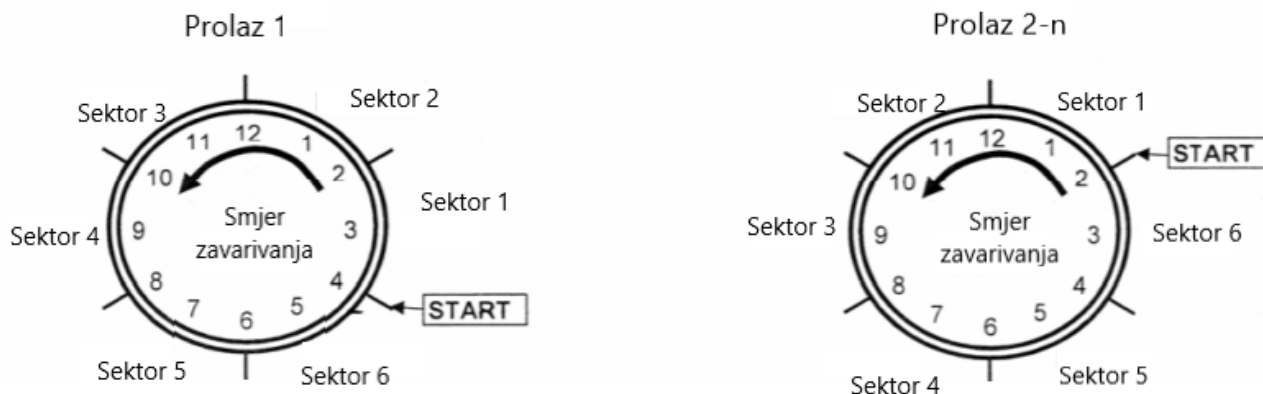 Prolaz 1
Sektor 3
Sektor 2
11
12
1
10
2
Sektor 4
9
Smjer
zavarivanja
3
Sektor 1
8
4
7
6
5
START
Sektor 5
Sektor 6
Prolaz 2-n
Sektor 2
Sektor 1
11
12
1
START
10
2
Sektor 3
9
Smjer
zavarivanja
3
Sektor 6
8
4
7
6
5
Sektor 4
Sektor 5